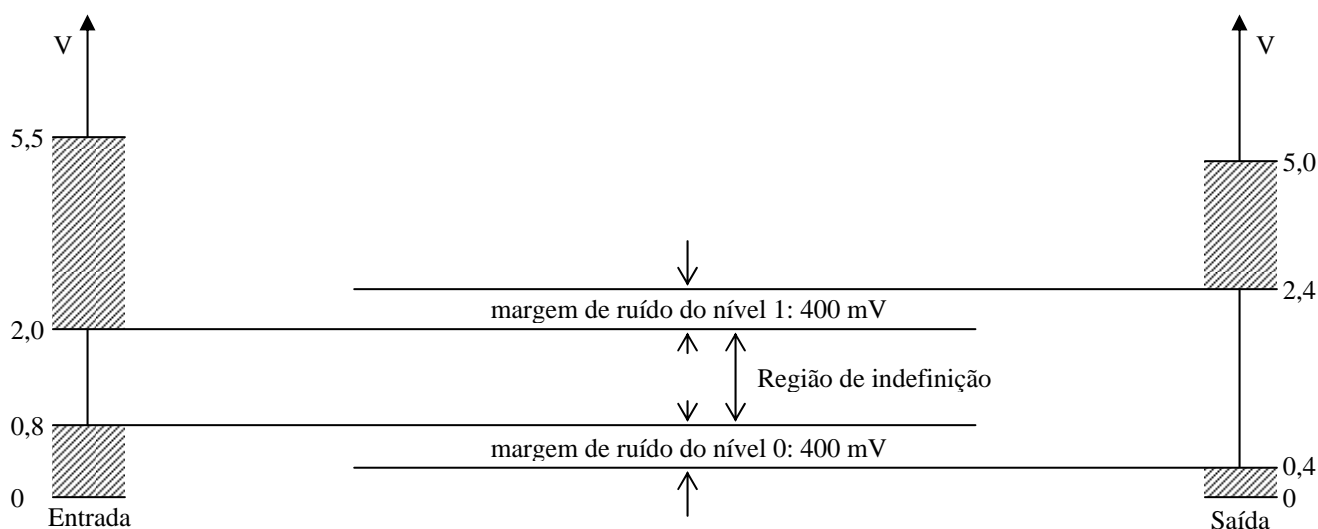 V
V
5,5
5,0
2,4
margem de ruído do nível 1: 400 mV
2,0
Região de indefinição
0,8
margem de ruído do nível 0: 400 mV
0,4
0
0
Entrada
Saída